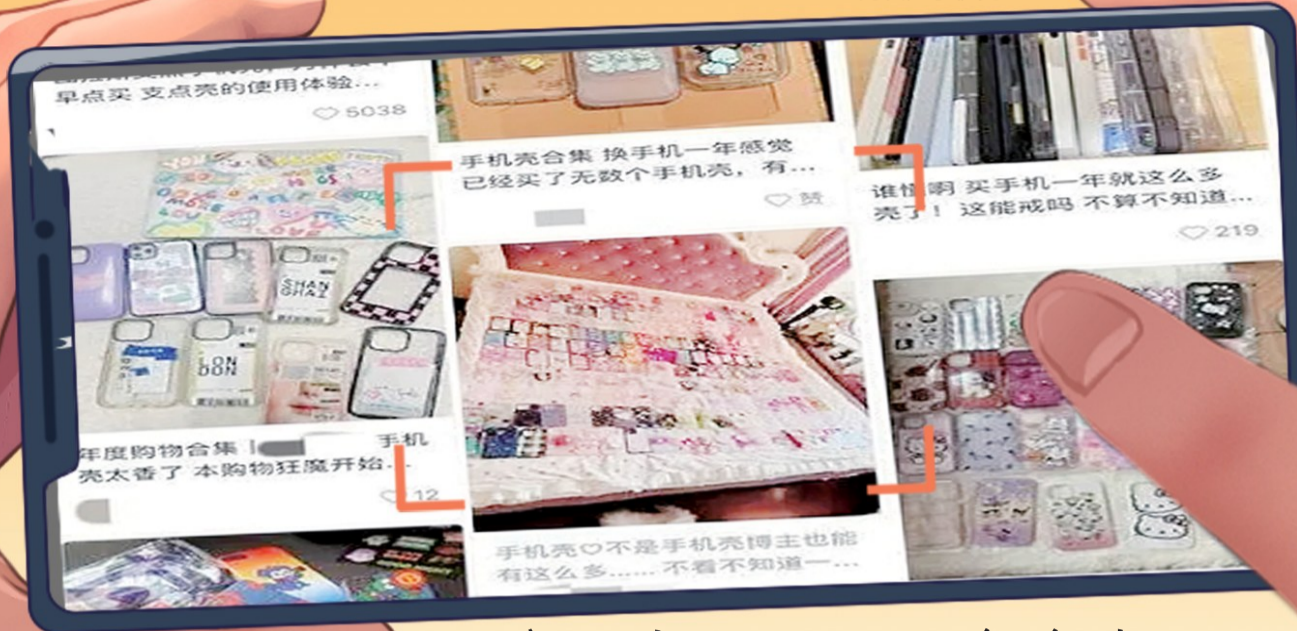 早点买 支点亮的使用体验...
5038
SHAN
GHAI
LON
DON
年度购物合集
手机
壳太香了 本购物狂魔开始...
12
手机壳合集 换手机一年感觉
已经买了无数个手机壳，有...
赞
手机壳♡不是手机壳博主也能
有这么多...... 不看不知道一...
谁懂啊 买手机一年就这么多
壳了！ 这能戒吗 不算不知道...
219